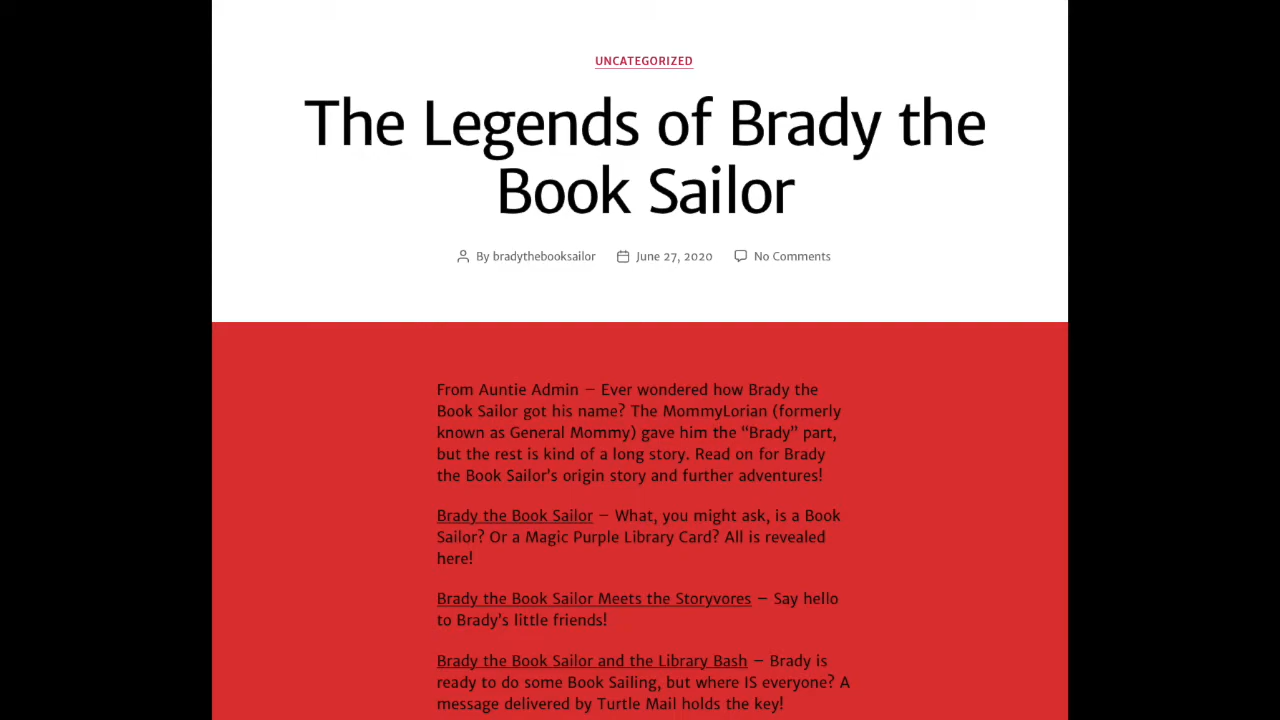 UNCATEGORIZED
The Legends of Brady the
Book Sailor
By bradythebooksailor June 27, 2020 No Comments
From Auntie Admin – Ever wondered how Brady the
Book Sailor got his name? The MommyLorian (formerly
known as General Mommy) gave him the “Brady” part,
but the rest is kind of a long story. Read on for Brady
the Book Sailor’s origin story and further adventures!
Brady the Book Sailor – What, you might ask, is a Book
Sailor? Or a Magic Purple Library Card? All is revealed
here!
Brady the Book Sailor Meets the Storyvores – Say hello
to Brady’s little friends!
Brady the Book Sailor and the Library Bash – Brady is
ready to do some Book Sailing, but where IS everyone? A
message delivered by Turtle Mail holds the key!